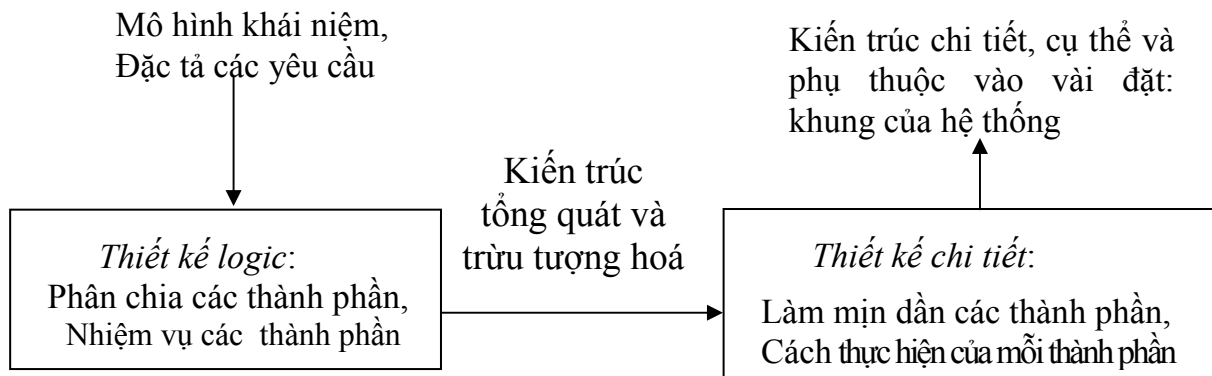 Mô hình khái niệm,
Đặc tả các yêu cầu
Kiến trúc chi tiết, cụ thể và
phụ thuộc vào vài đặt:
khung của hệ thống
Kiến trúc
tổng quát và
trừu tượng hoá
Thiết kế logic:
Phân chia các thành phần,
Nhiệm vụ các thành phần
Thiết kế chi tiết:
Làm mịn dần các thành phần,
Cách thực hiện của mỗi thành phần